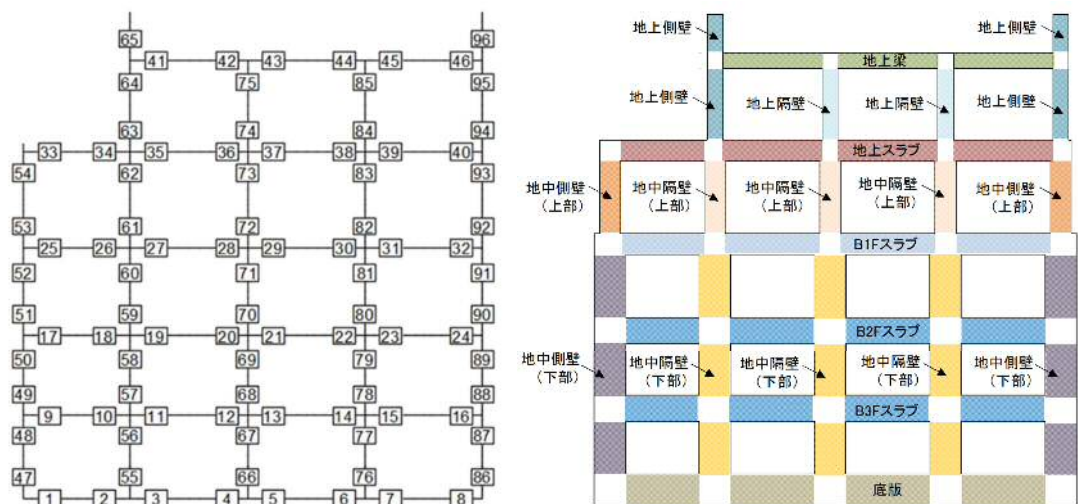 65
96
41 42 43 44 45 46
64 75 85 95
63 74 84 94
33 34 35 36 37 38 39 40
54 62 73 83 93
53 61 72 82 92
25 26 27 28 29 30 31 32
52 60 71 81 91
51 59 70 80 90
17 18 19 20 21 22 23 24
50 58 69 79 89
49 57 68 78 88
9 10 11 12 13 14 15 16
48 56 67 77 87
47 55 66 76 86
1 2 3 4 5 6 7 8
地上側壁
地上側壁
地上梁
地上側壁
地上隔壁
地上隔壁
地上側壁
地上スラブ
地中側壁
(上部)
地中隔壁
(上部)
地中隔壁
(上部)
地中隔壁
(上部)
地中側壁
(上部)
B1Fスラブ
B2Fスラブ
地中側壁
(下部)
地中隔壁
(下部)
地中隔壁
(下部)
地中隔壁
(下部)
地中側壁
(下部)
B3Fスラブ
底版